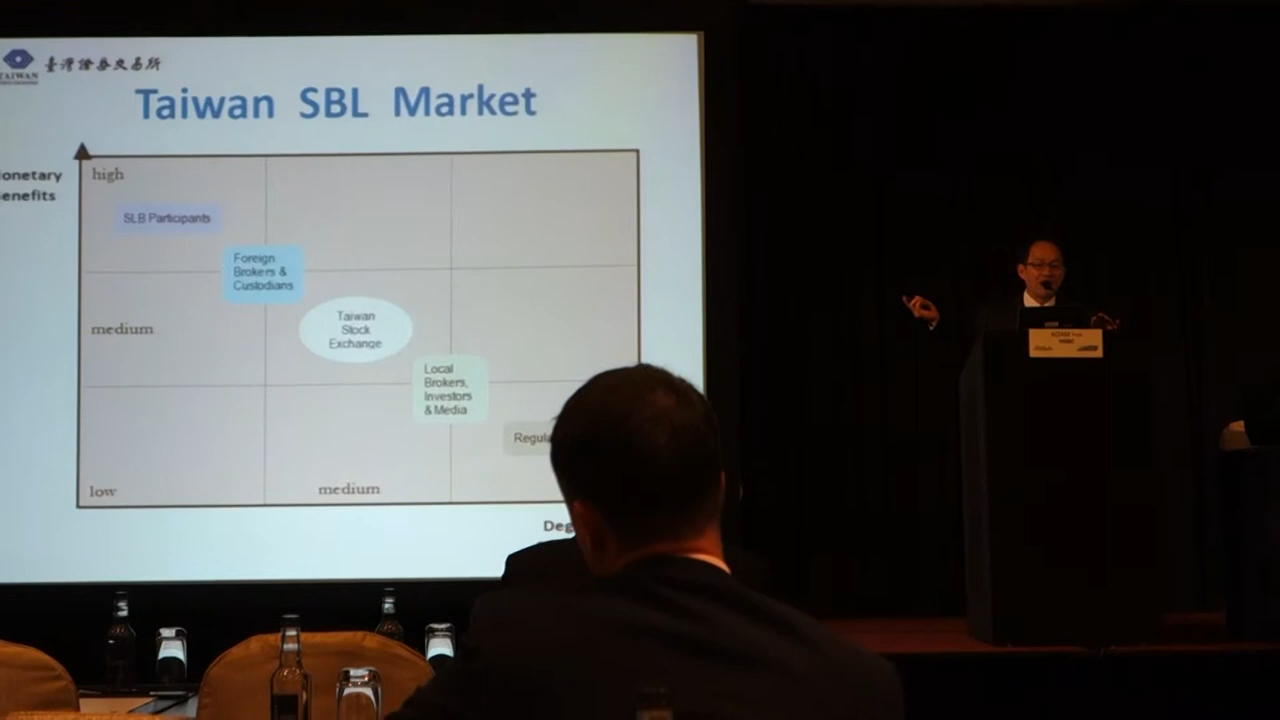 TAIWAN
臺灣證券交易所
Taiwan SBL Market
onetary
enefits
high
SLB Participants
Foreign
Brokers &
Custodians
medium
Taiwan
Stock
Exchange
Local
Brokers,
Investors
& Media
Regula
low
medium
Deg